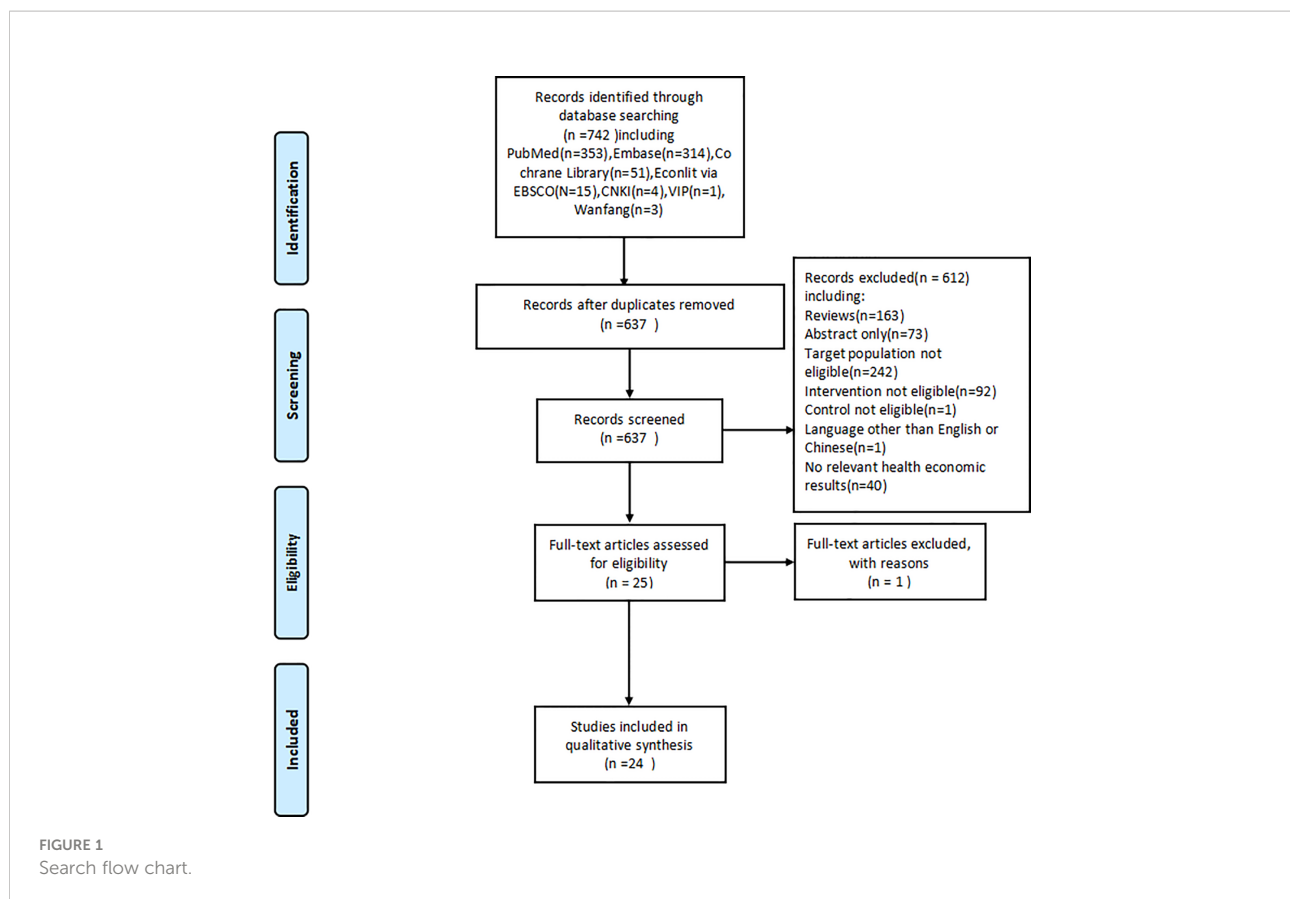 Identification
Records identified through
database searching
(n =742 )including
PubMed(n=353),Embase(n=314),Co
chrane Library(n=51),Econlit via
EBSCO(N=15),CNKI(n=4),VIP(n=1),
Wanfang(n=3)
Records after duplicates removed
(n =637 )
Screening
Records screened
(n =637 )
Records excluded(n = 612)
including:
Reviews(n=163)
Abstract only(n=73)
Target population not
eligible(n=242)
Intervention not eligible(n=92)
Control not eligible(n=1)
Language other than English or
Chinese(n=1)
No relevant health economic
results(n=40)
Eligibility
Full-text articles assessed
for eligibility
(n = 25)
Full-text articles excluded,
with reasons
(n = 1 )
Included
Studies included in
qualitative synthesis
(n =24 )
FIGURE 1
Search flow chart.